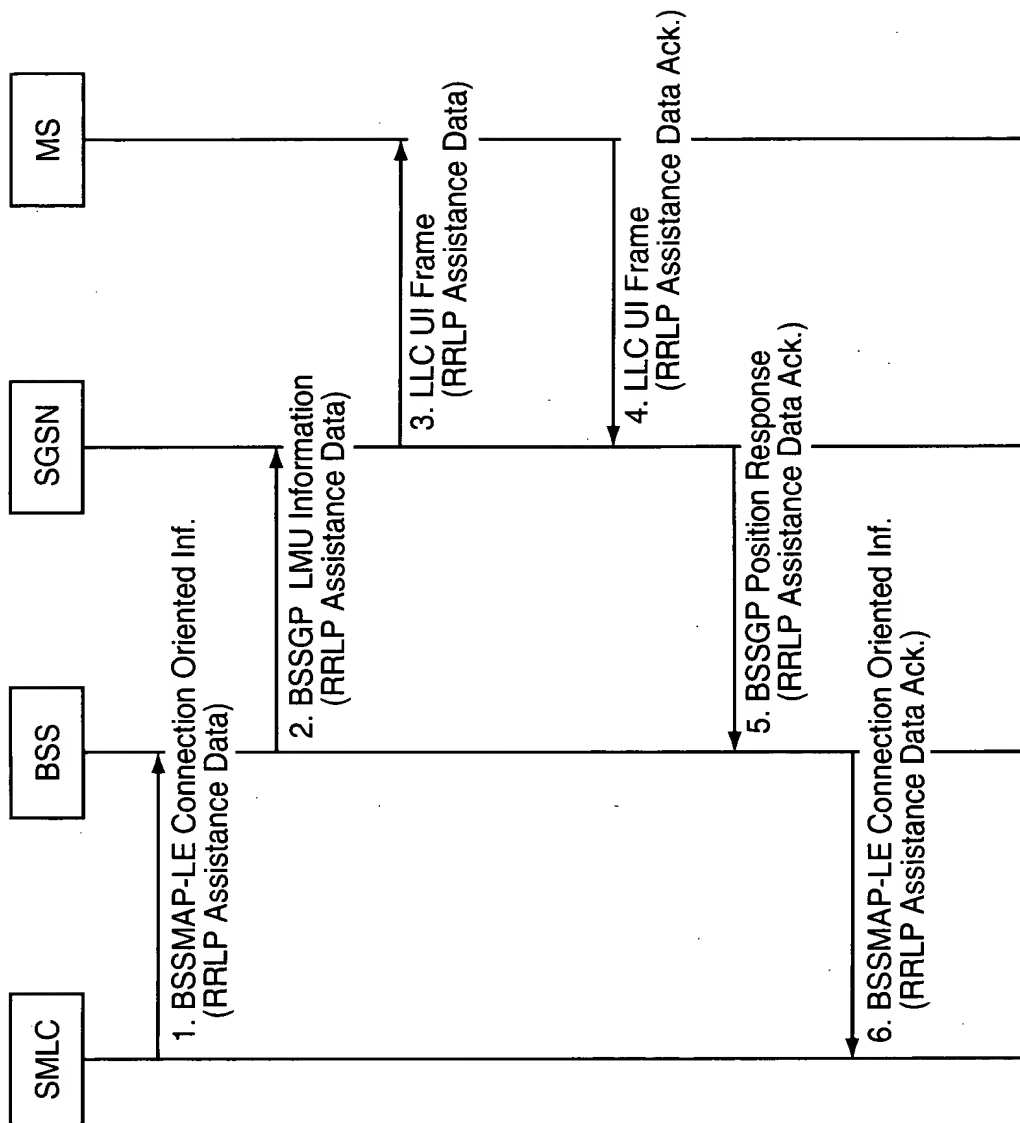 SMLC
BSS
SGSN
MS
1. BSSMAP-LE Connection Oriented Inf.
(RRLP Assistance Data)
2. BSSGP LMU Information
(RRLP Assistance Data)
3. LLC UI Frame
(RRLP Assistance Data)
4. LLC UI Frame
(RRLP Assistance Data Ack.)
5. BSSGP Position Response
(RRLP Assistance Data Ack.)
6. BSSMAP-LE Connection Oriented Inf.
(RRLP Assistance Data Ack.)